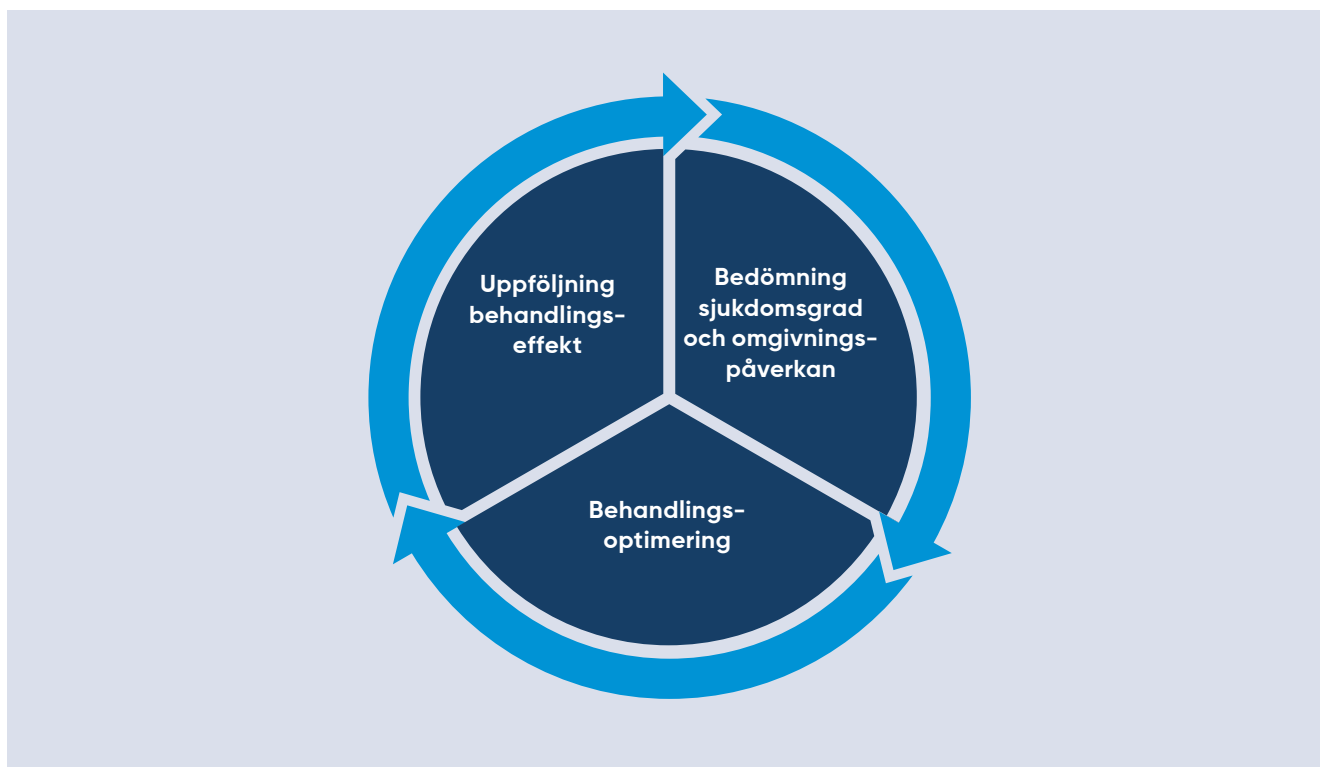 Uppföljning
behandlings-
effekt
Bedömning
sjukdomsgrad
och omgivnings-
påverkan
Behandlings-
optimering